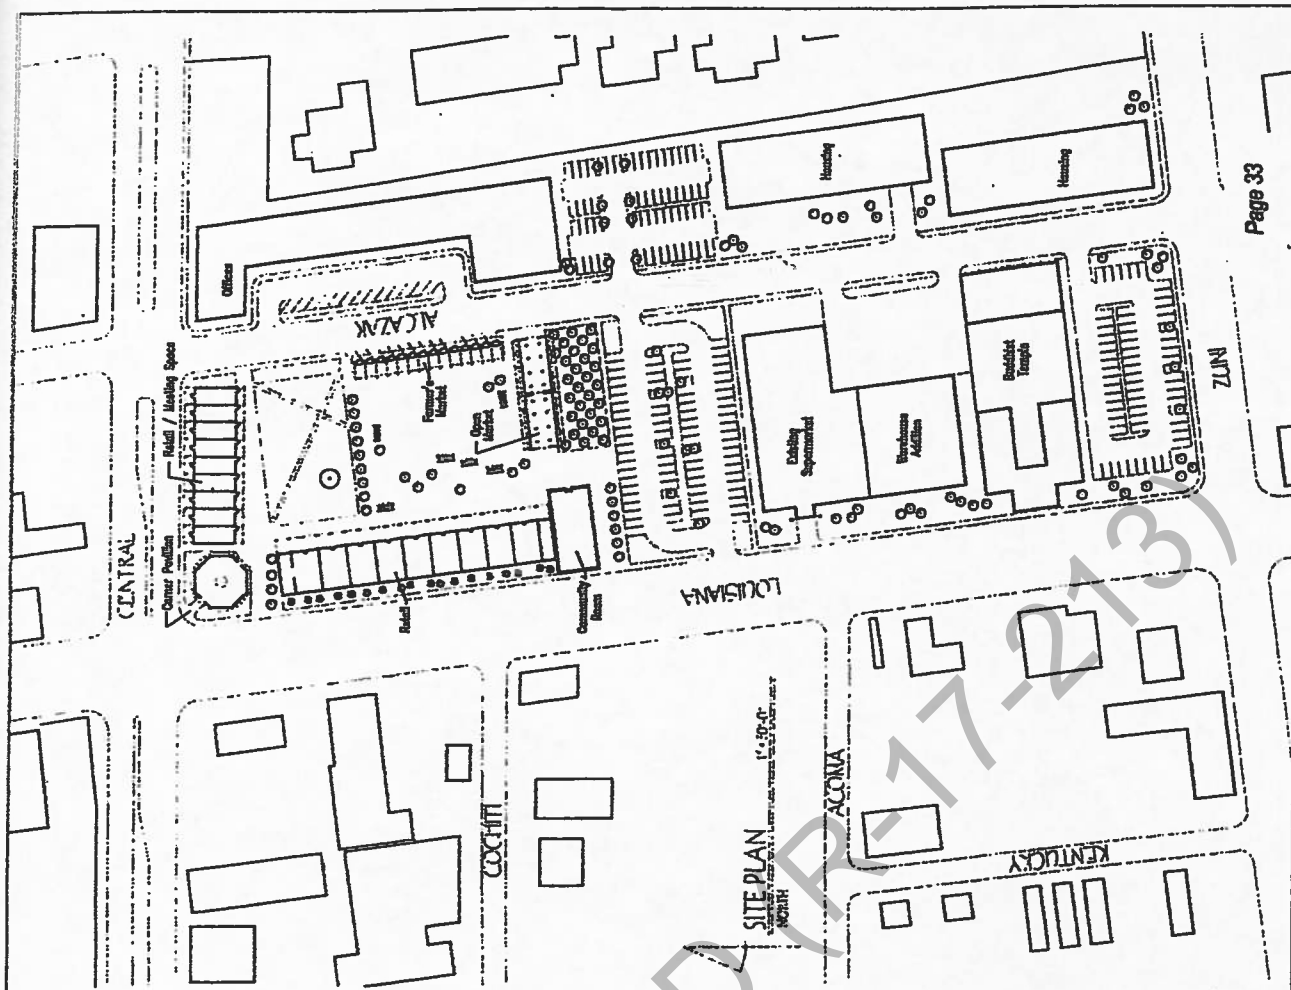 CENTRAL
Corner Pavilion
Retail / Meeting Space
Offices
ALCAZAR
Farmer's
Market
Open
Market
Retail
Community
Room
LOUISIANA
COCHITI
Existing
Supermarket
Warehouse
Addition
Buddhist
Temple
Housing
Housing
ZUNI
ACOMA
KENTUCKY
SITE PLAN
NORTH
Page 33
D (R-17-213)